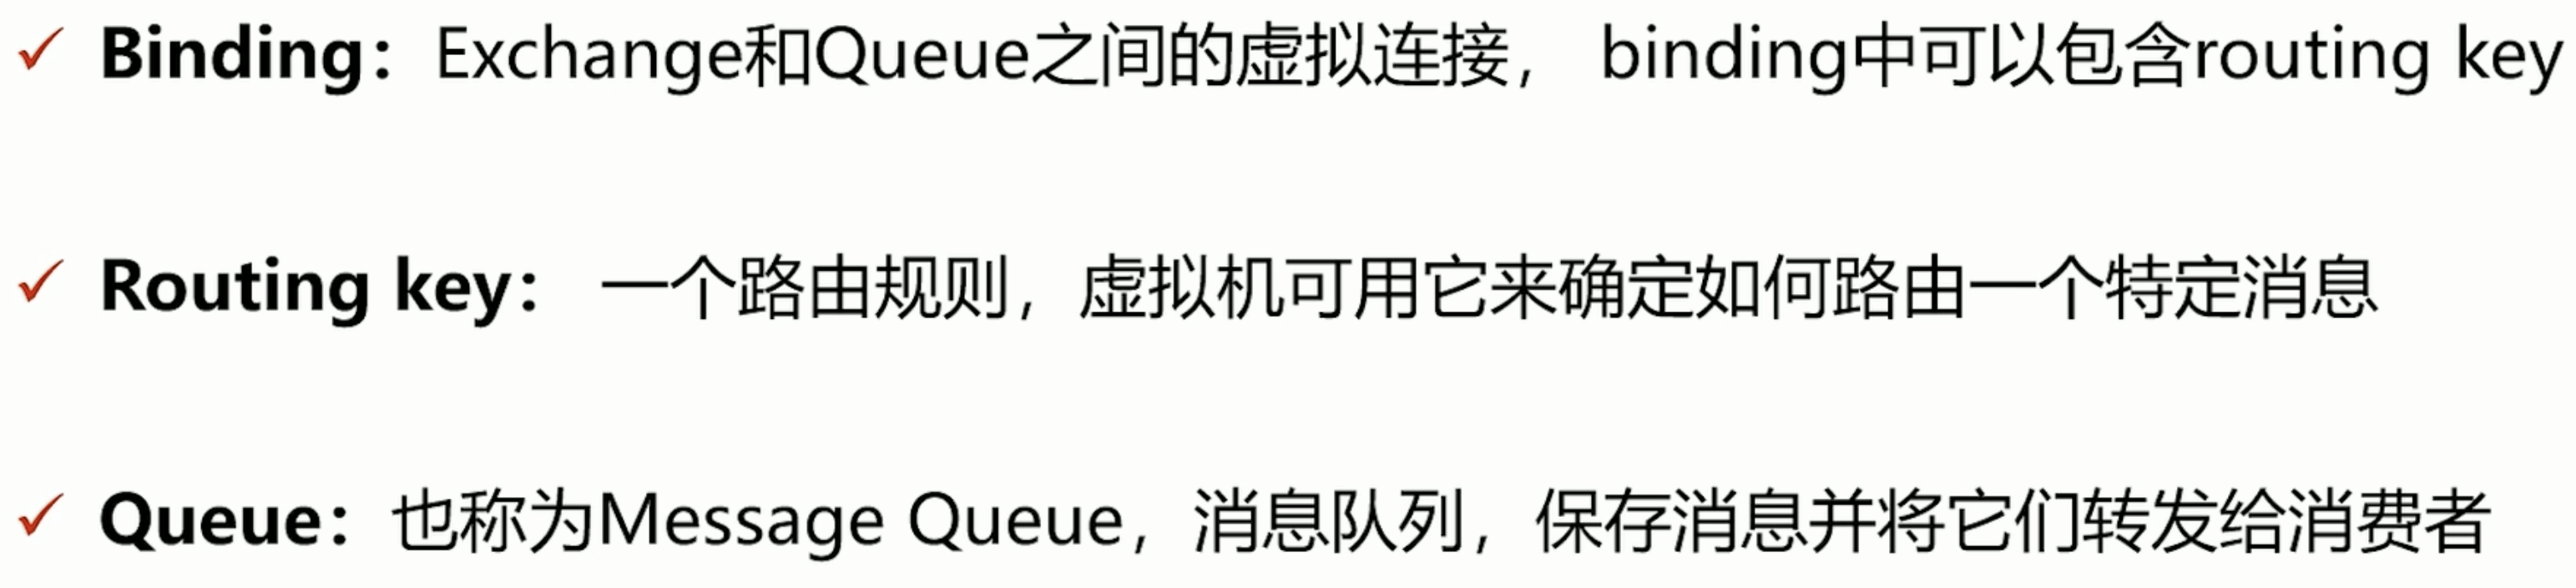 ✓ Binding：Exchange和Queue之间的虚拟连接， binding中可以包含routing key
✓ Routing key： 一个路由规则，虚拟机可用它来确定如何路由一个特定消息
✓ Queue：也称为Message Queue，消息队列，保存消息并将它们转发给消费者